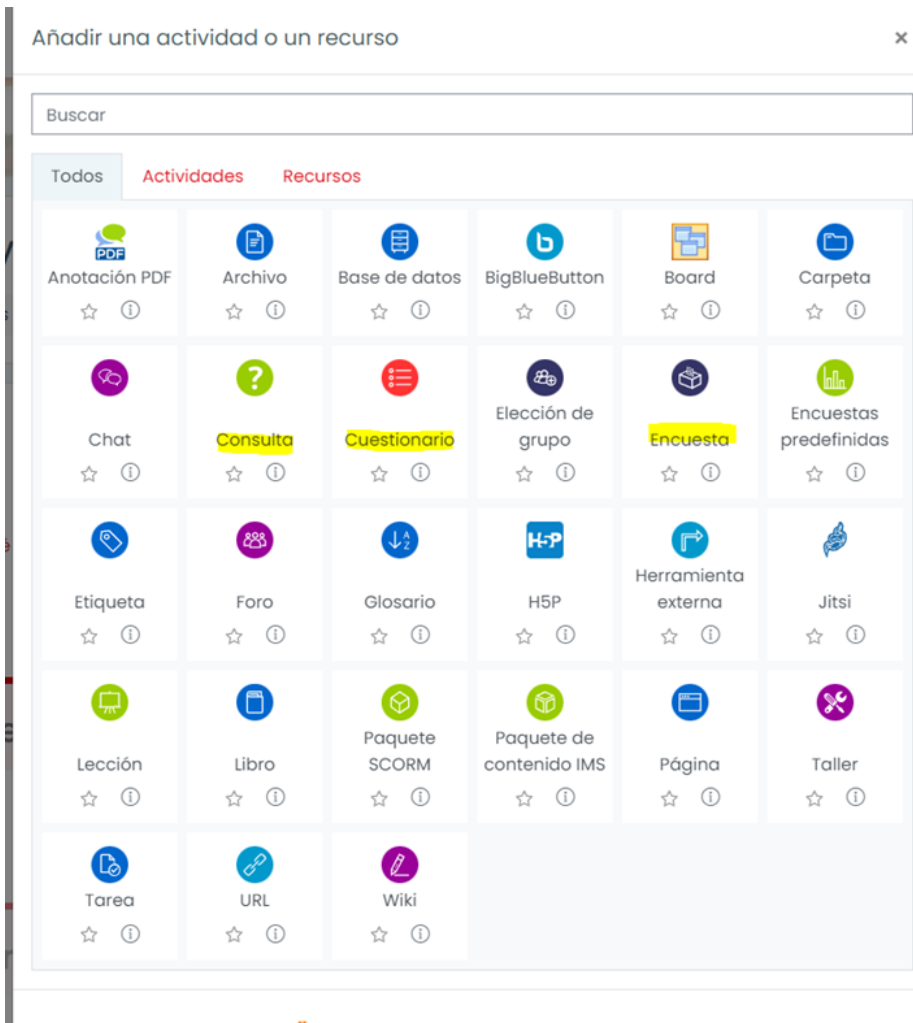 Añadir una actividad o un recurso ×
Buscar
Todos Actividades Recursos
PDF
Anotación PDF Archivo Base de datos BigBlueButton Board Carpeta
Chat Consulta Cuestionario Elección de grupo Encuesta Encuestas predefinidas
H5P
Etiqueta Foro Glosario H5P Herramienta externa Jitsi
Lección Libro Paquete SCORM Paquete de contenido IMS Página Taller
Tarea URL Wiki